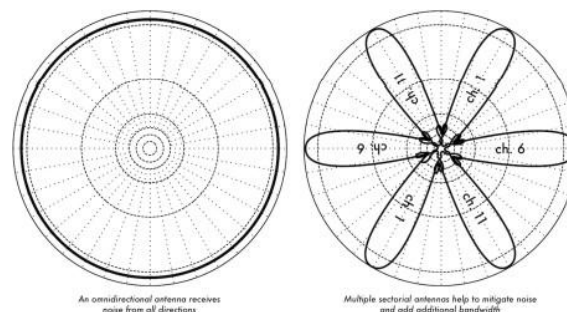 ch. 11
ch. 1
ch. 6
ch. 6
ch. 1
ch. 11
An omnidirectional antenna receives
noise from all directions
Multiple sectorial antennas help to mitigate noise
and add additional bandwidth